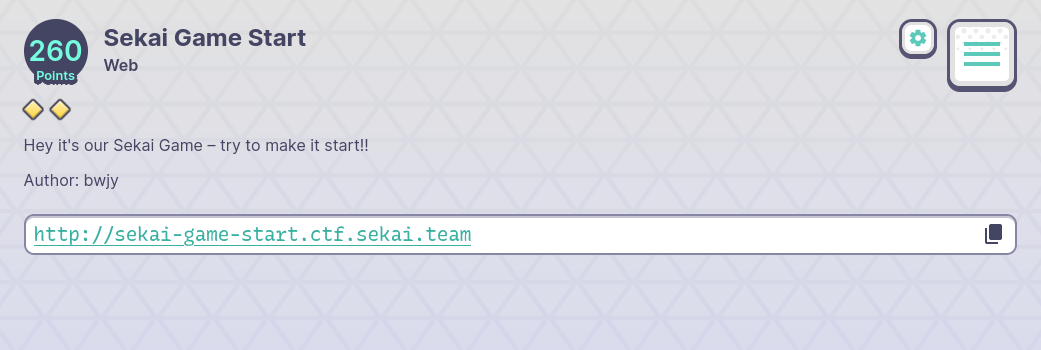 260
Points
Sekai Game Start
Web
Hey it's our Sekai Game – try to make it start!!
Author: bwjy
http://sekai-game-start.ctf.sekai.team